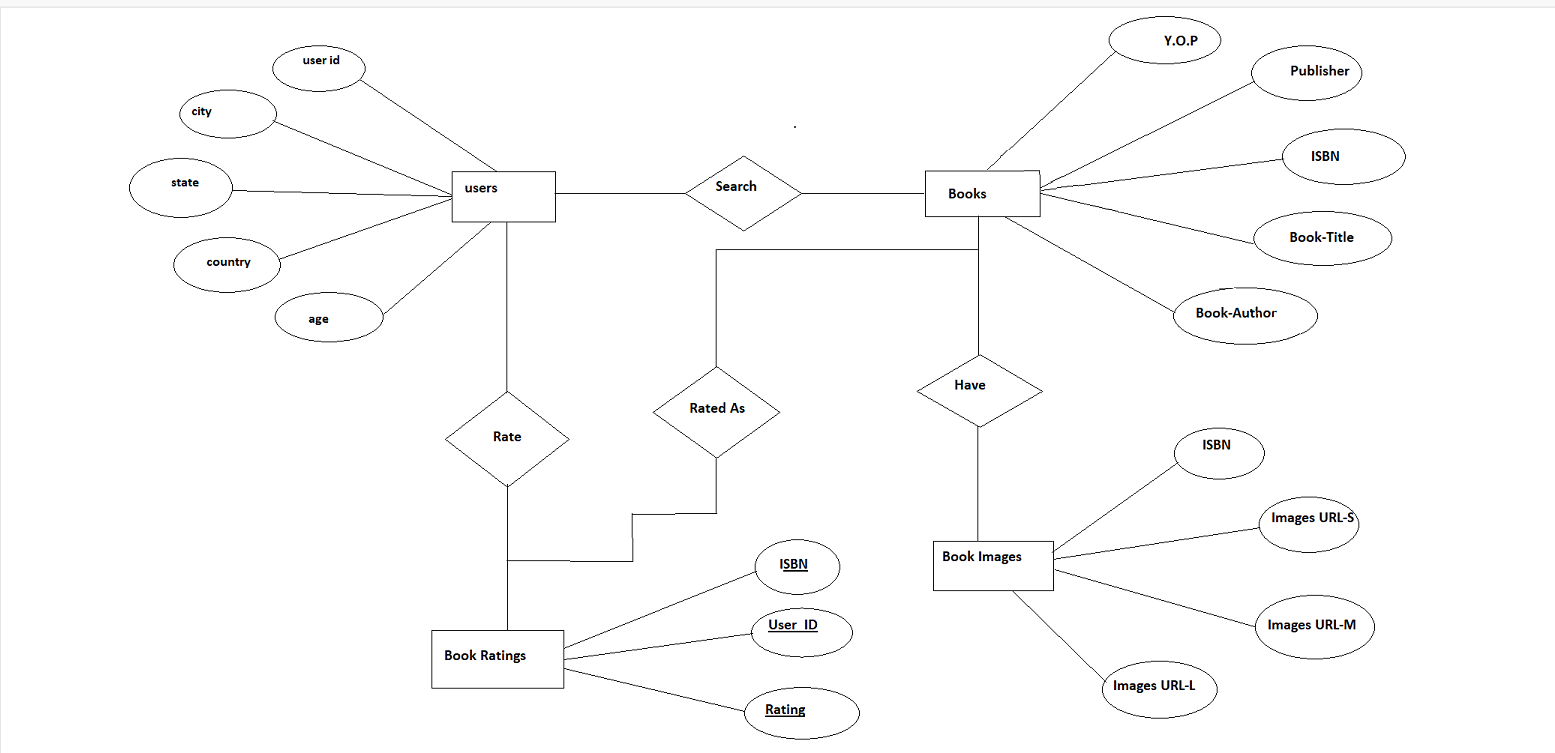 Y.O.P
user id
Publisher
city
ISBN
state
users
Search
Books
Book-Title
country
Book-Author
age
Have
Rated As
Rate
ISBN
Images URL-S
Book Images
ISBN
User_ID
Images URL-M
Book Ratings
Images URL-L
Rating